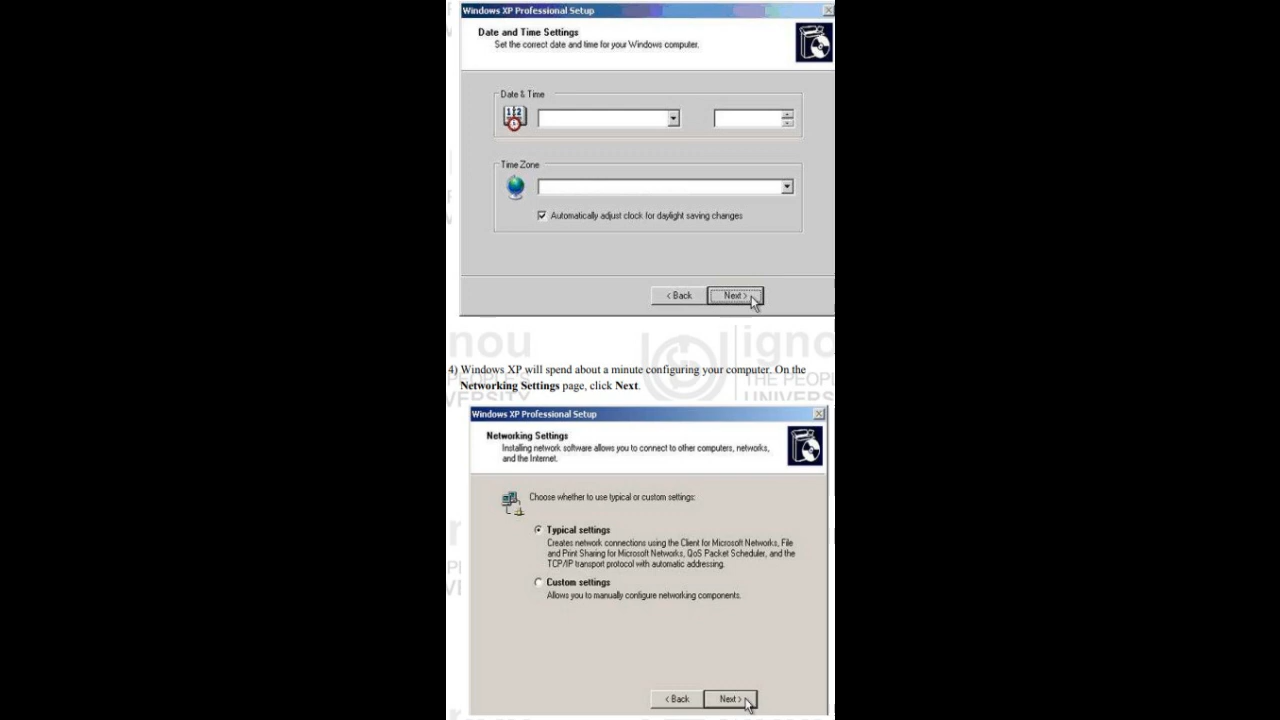 Windows XP Professional Setup
Date and Time Settings
Set the correct date and time for your Windows computer.
Date & Time
Time Zone
Automatically adjust clock for daylight saving changes
< Back Next >
ignou
THE PEOPLE'S
UNIVERSITY
4) Windows XP will spend about a minute configuring your computer. On the
Networking Settings page, click Next.
Windows XP Professional Setup
Networking Settings
Installing network software allows you to connect to other computers, networks,
and the Internet.
Choose whether to use typical or custom settings:
Typical settings
Creates network connections using the Client for Microsoft Networks, File
and Print Sharing for Microsoft Networks, QoS Packet Scheduler, and the
TCP/IP transport protocol with automatic addressing.
Custom settings
Allows you to manually configure networking components.
< Back Next >